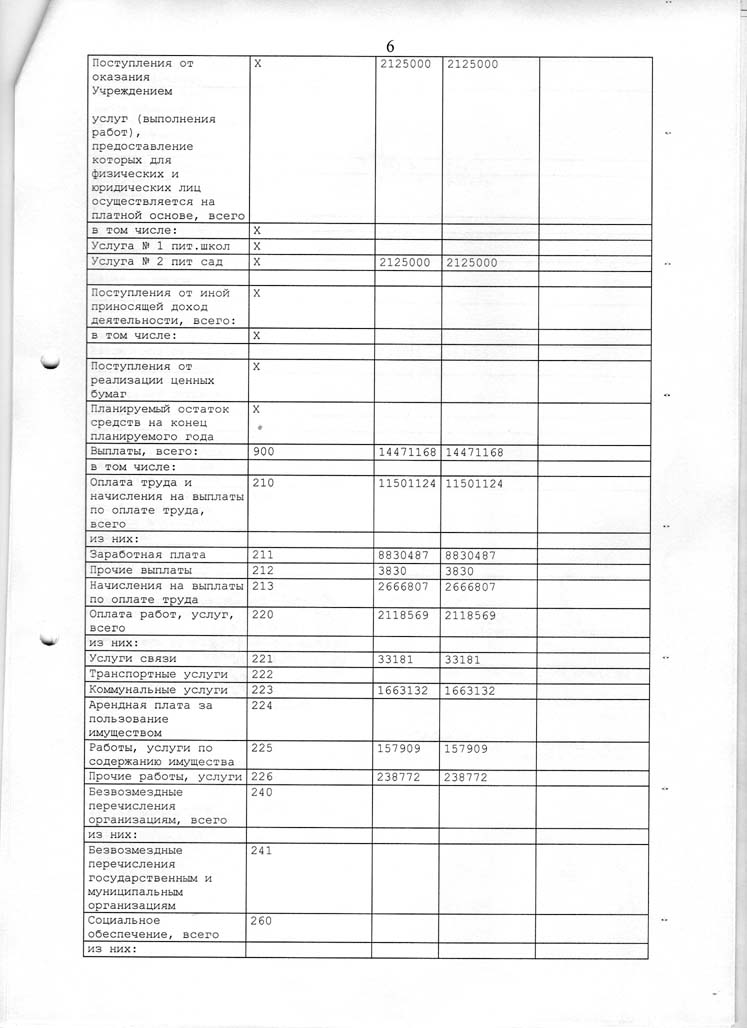 6
Поступления от X 2125000 2125000
оказания
Учреждением
услуг (выполнения
работ),
предоставление
которых для
физических и
юридических лиц
осуществляется на
платной основе, всего
в том числе: X
Услуга № 1 пит.школ X
Услуга № 2 пит сад X 2125000 2125000
Поступления от иной X
приносящей доход
деятельности, всего:
в том числе: X
Поступления от X
реализации ценных
бумаг
Планируемый остаток X
средств на конец
планируемого года
Выплаты, всего: 900 14471168 14471168
в том числе:
Оплата труда и 210 11501124 11501124
начисления на выплаты
по оплате труда,
всего
из них:
Заработная плата 211 8830487 8830487
Прочие выплаты 212 3830 3830
Начисления на выплаты 213 2666807 2666807
по оплате труда
Оплата работ, услуг, 220 2118569 2118569
всего
из них:
Услуги связи 221 33181 33181
Транспортные услуги 222
Коммунальные услуги 223 1663132 1663132
Арендная плата за 224
пользование
имуществом
Работы, услуги по 225 157909 157909
содержанию имущества
Прочие работы, услуги 226 238772 238772
Безвозмездные 240
перечисления
организациям, всего
из них:
Безвозмездные 241
перечисления
государственным и
муниципальным
организациям
Социальное 260
обеспечение, всего
из них: